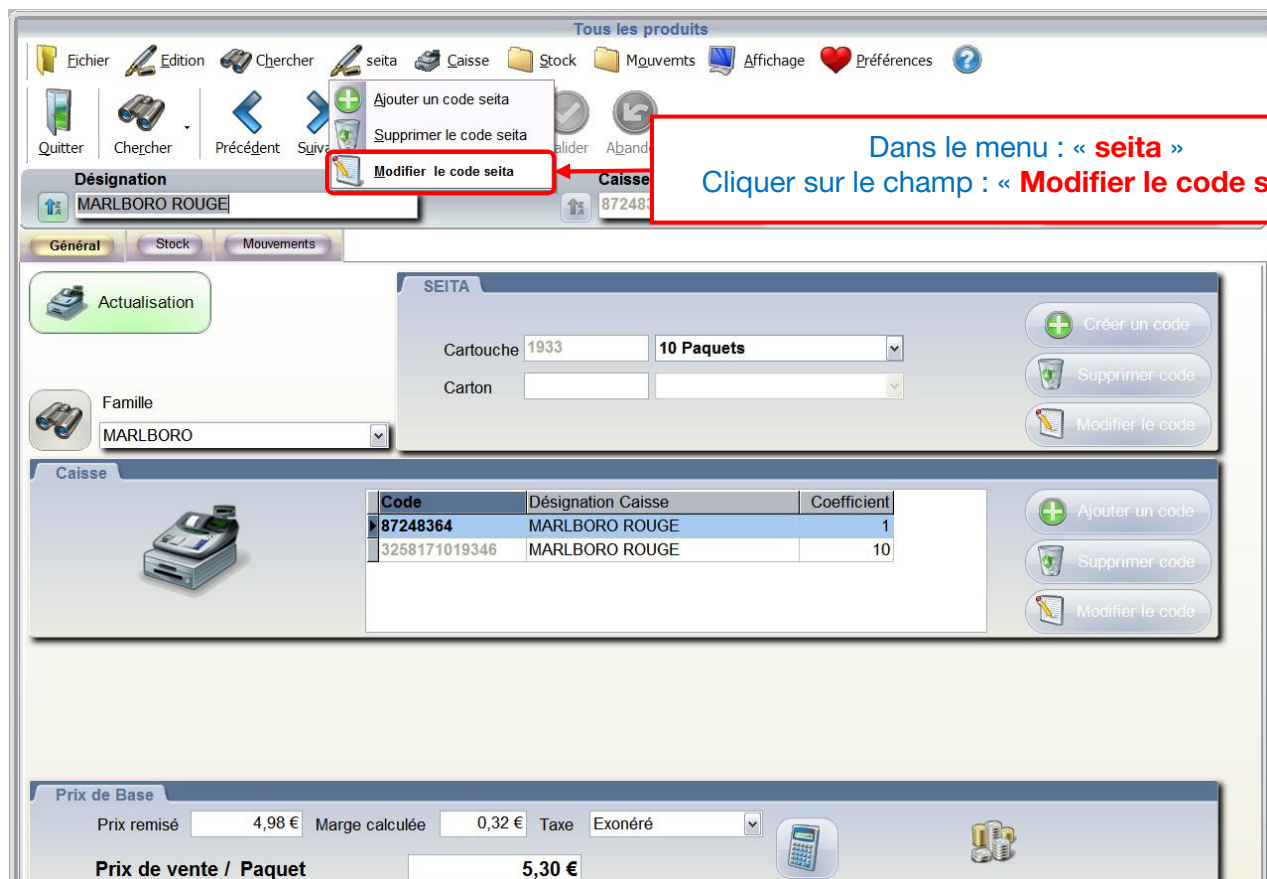 Tous les produits
Fichier Edition Chercher seita Caisse Stock Mouvemts Affichage Préférences
Ajouter un code seita
Supprimer le code seita
Modifier le code seita
Quitter Chercher Précédent
Dans le menu : « seita »
Cliquer sur le champ : « Modifier le code
Désignation Caisse
MARLBORO ROUGE
Général Stock Mouvements
Actualisation
SEITA
Cartouche 1933 10 Paquets
Carton
Créer un code
Supprimer code
Modifier le code
Famille
MARLBORO
Caisse
Code Désignation Caisse Coefficient
87248364 MARLBORO ROUGE 1
3258171019346 MARLBORO ROUGE 10
Ajouter un code
Supprimer code
Modifier le code
Prix de Base
Prix remisé 4,98 € Marge calculée 0,32 € Taxe Exonéré
Prix de vente / Paquet 5,30 €